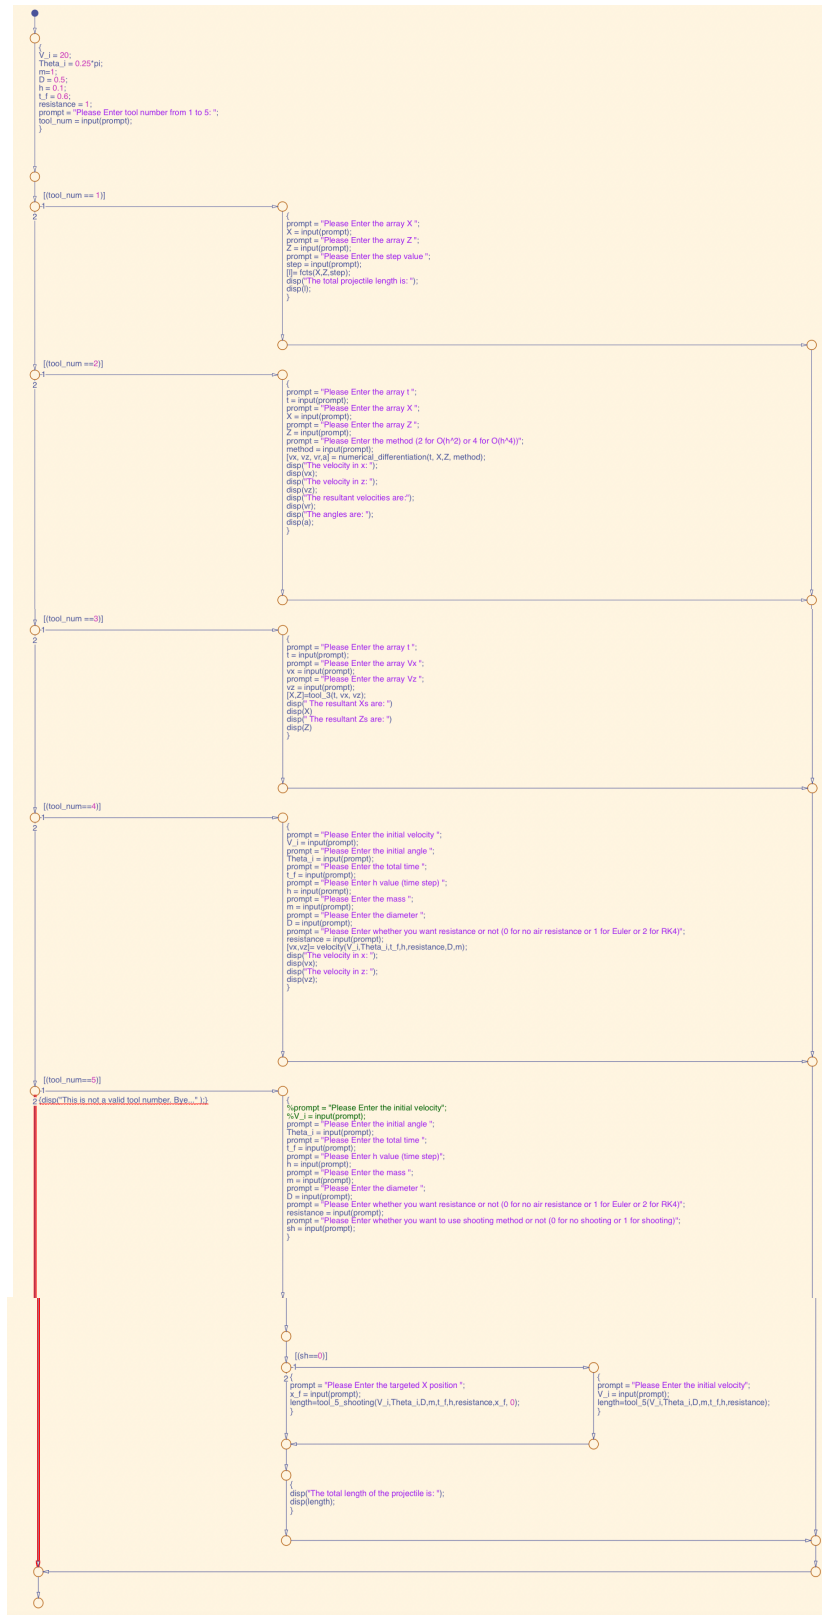 {
V_i = 20;
Theta_i = 0.25*pi;
m=1;
D = 0.5;
h = 0.1;
t_f = 0.6;
resistance = 1;
prompt = "Please Enter tool number from 1 to 5: ";
tool_num = input(prompt);
}
[(tool_num == 1)]
1
2
{
prompt = "Please Enter the array X ";
X = input(prompt);
prompt = "Please Enter the array Z ";
Z = input(prompt);
prompt = "Please Enter the step value ";
step = input(prompt);
[l]= fcts(X,Z,step);
disp("The total projectile length is: ");
disp(l);
}
[(tool_num ==2)]
1
2
{
prompt = "Please Enter the array t ";
t = input(prompt);
prompt = "Please Enter the array X ";
X = input(prompt);
prompt = "Please Enter the array Z ";
Z = input(prompt);
prompt = "Please Enter the method (2 for O(h^2) or 4 for O(h^4))";
method = input(prompt);
[vx, vz, vr,a] = numerical_differentiation(t, X,Z, method);
disp("The velocity in x: ");
disp(vx);
disp("The velocity in z: ");
disp(vz);
disp("The resultant velocities are:");
disp(vr);
disp("The angles are: ");
disp(a);
}
[(tool_num ==3)]
1
2
{
prompt = "Please Enter the array t ";
t = input(prompt);
prompt = "Please Enter the array Vx ";
vx = input(prompt);
prompt = "Please Enter the array Vz ";
vz = input(prompt);
[X,Z]=tool_3(t, vx, vz);
disp(" The resultant Xs are: ")
disp(X)
disp(" The resultant Zs are: ")
disp(Z)
}
[(tool_num==4)]
1
2
{
prompt = "Please Enter the initial velocity ";
V_i = input(prompt);
prompt = "Please Enter the initial angle ";
Theta_i = input(prompt);
prompt = "Please Enter the total time ";
t_f = input(prompt);
prompt = "Please Enter h value (time step) ";
h = input(prompt);
prompt = "Please Enter the mass ";
m = input(prompt);
prompt = "Please Enter the diameter ";
D = input(prompt);
prompt = "Please Enter whether you want resistance or not (0 for no air resistance or 1 for Euler or 2 for RK4)";
resistance = input(prompt);
[vx,vz]= velocity(V_i,Theta_i,t_f,h,resistance,D,m);
disp("The velocity in x: ");
disp(vx);
disp("The velocity in z: ");
disp(vz);
}
[(tool_num==5)]
1
2 {disp("This is not a valid tool number. Bye..." );}
{
%prompt = "Please Enter the initial velocity";
%V_i = input(prompt);
prompt = "Please Enter the initial angle ";
Theta_i = input(prompt);
prompt = "Please Enter the total time ";
t_f = input(prompt);
prompt = "Please Enter h value (time step)";
h = input(prompt);
prompt = "Please Enter the mass ";
m = input(prompt);
prompt = "Please Enter the diameter ";
D = input(prompt);
prompt = "Please Enter whether you want resistance or not (0 for no air resistance or 1 for Euler or 2 for RK4)";
resistance = input(prompt);
prompt = "Please Enter whether you want to use shooting method or not (0 for no shooting or 1 for shooting)";
sh = input(prompt);
}
[(sh==0)]
1
2
{
prompt = "Please Enter the targeted X position ";
x_f = input(prompt);
length=tool_5_shooting(V_i,Theta_i,D,m,t_f,h,resistance,x_f, 0);
}
{
prompt = "Please Enter the initial velocity";
V_i = input(prompt);
length=tool_5(V_i,Theta_i,D,m,t_f,h,resistance);
}
{
disp("The total length of the projectile is: ");
disp(length);
}